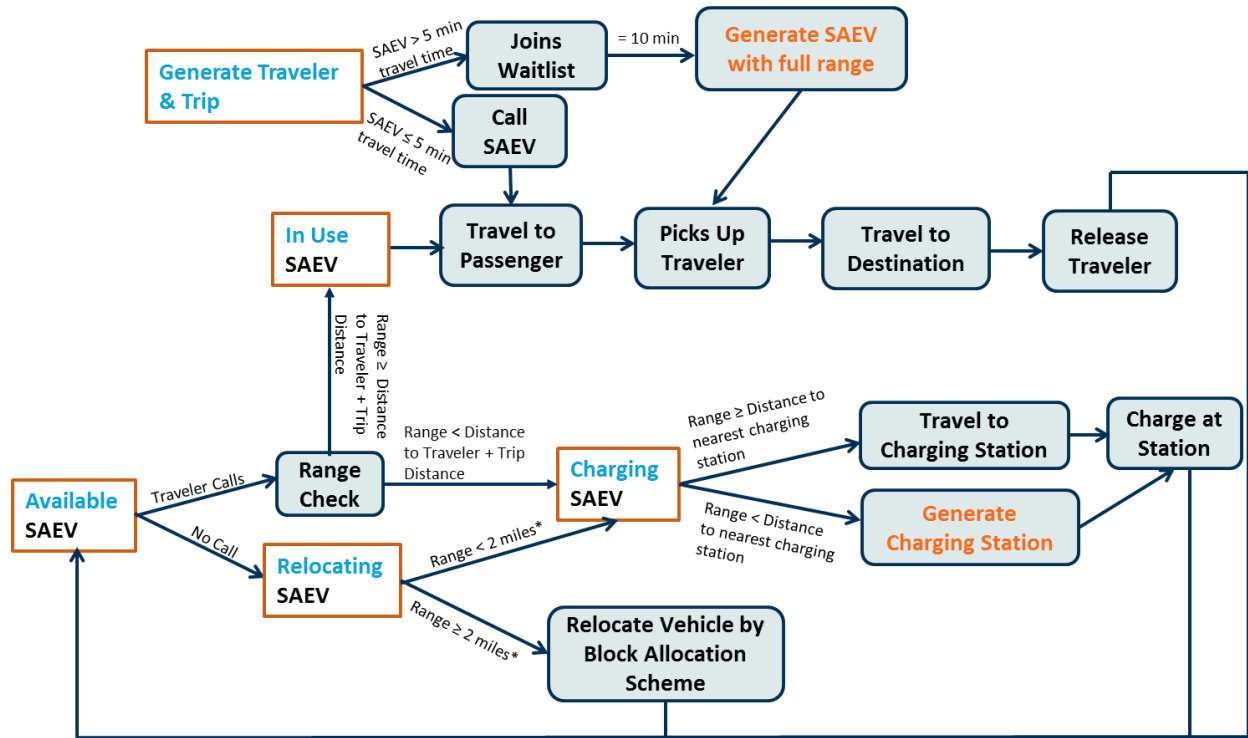 Generate Traveler
& Trip
SAEV > 5 min
travel time
SAEV ≤ 5 min
travel time
Joins
Waitlist
= 10 min
Generate SAEV
with full range
Call
SAEV
In Use
SAEV
Travel to
Passenger
Picks Up
Traveler
Travel to
Destination
Release
Traveler
Range ≥ Distance
to Traveler + Trip
Distance
Available
SAEV
Traveler Calls
No Call
Range
Check
Range < Distance
to Traveler + Trip
Distance
Relocating
SAEV
Range < 2 miles*
Range ≥ 2 miles*
Charging
SAEV
Range ≥ Distance to
nearest charging
station
Range < Distance
to nearest charging
station
Travel to
Charging Station
Charge at
Station
Generate
Charging Station
Relocate Vehicle by
Block Allocation
Scheme